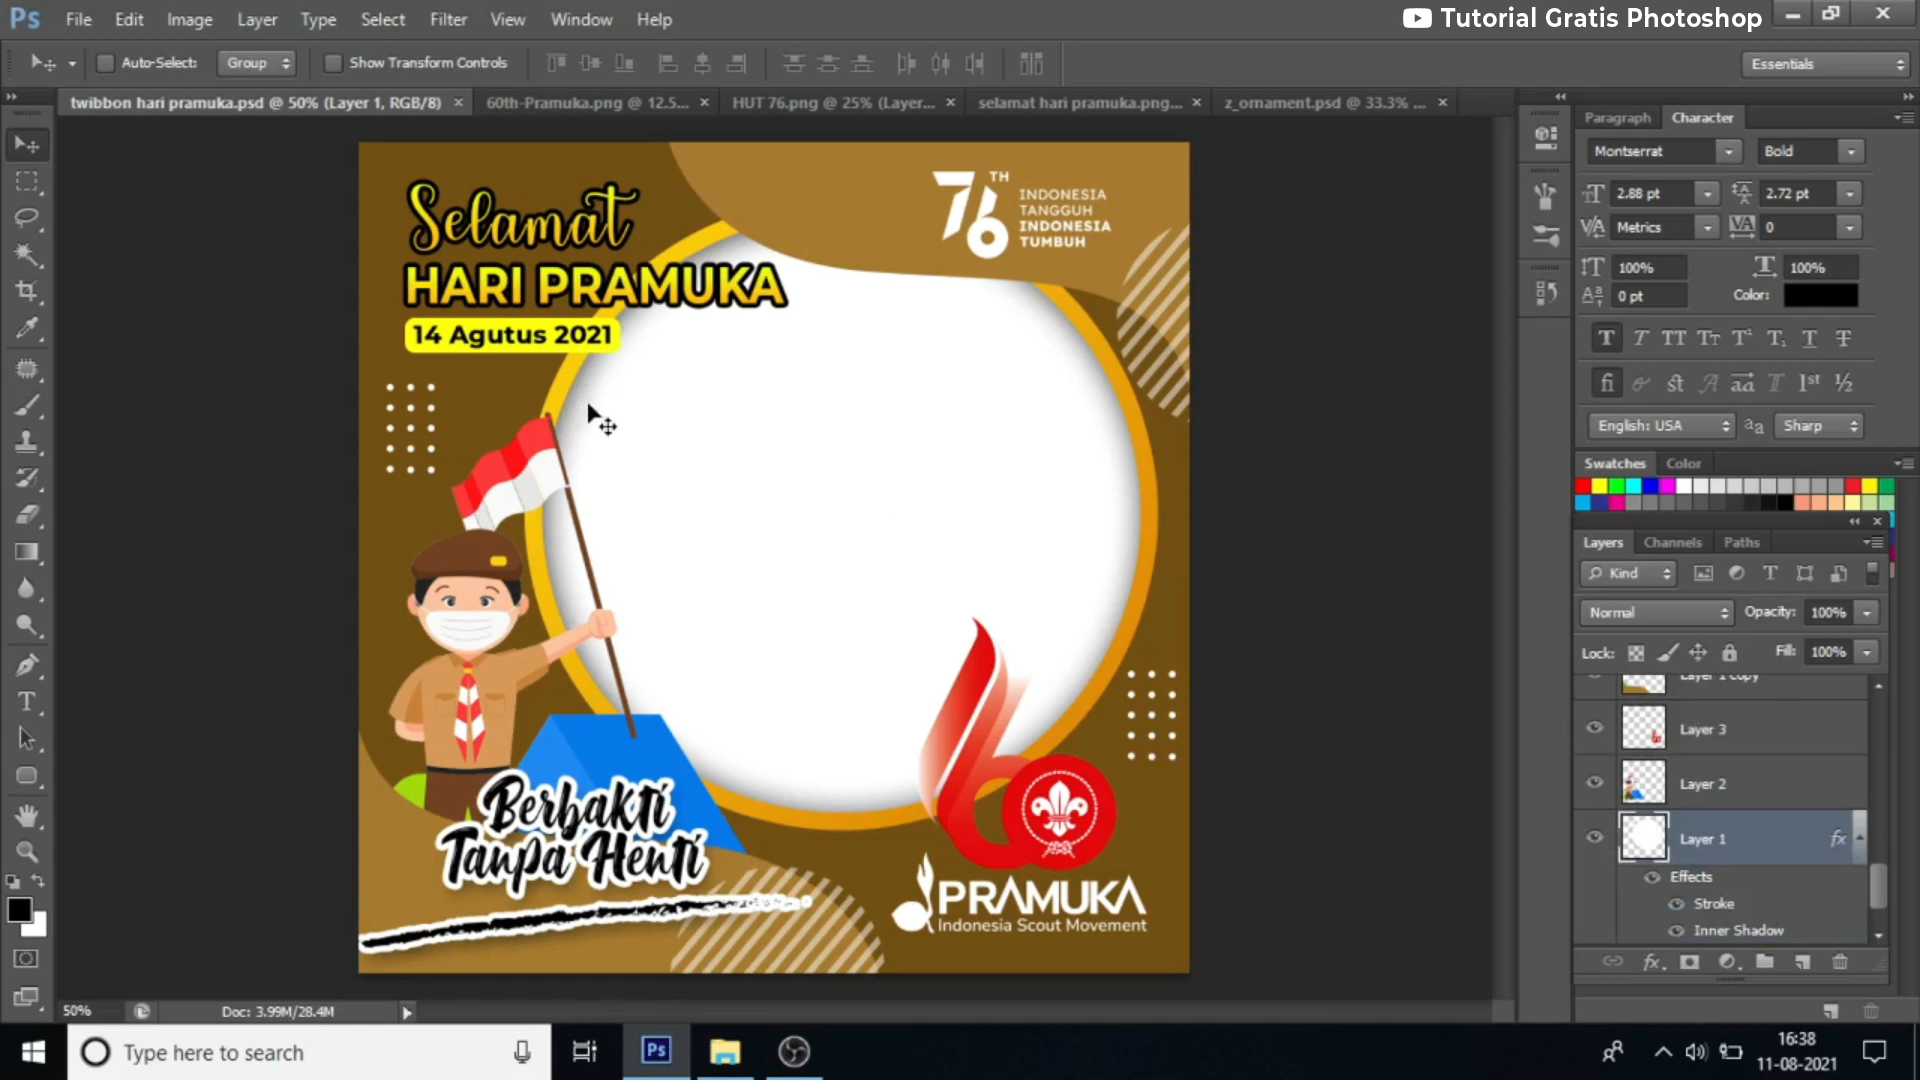 Ps File Edit Image Layer Type Select Filter View Window Help
Tutorial Gratis Photoshop
Auto-Select: Group Show Transform Controls
Essentials
twibbon hari pramuka.psd @ 50% (Layer 1, RGB/8) × 60th-Pramuka.png @ 12.5... × HUT 76.png @ 25% (Layer... × selamat hari pramuka.png... × z_ornament.psd @ 33.3% ... ×
Selamat
HARI PRAMUKA
14 Agutus 2021
76 TH
INDONESIA
TANGGUH
INDONESIA
TUMBUH
Berbakti
Tanpa Henti
PRAMUKA
Indonesia Scout Movement
Paragraph Character
Montserrat Bold
2.88 pt 2.72 pt
Metrics 0
100% 100%
0 pt Color:
English: USA Sharp
Swatches Color
Layers Channels Paths
Kind
Normal Opacity: 100%
Lock: Fill: 100%
Layer 1 copy
Layer 3
Layer 2
Layer 1 fx
Effects
Stroke
Inner Shadow
50% Doc: 3.99M/28.4M
Type here to search
Ps
16:38
11-08-2021